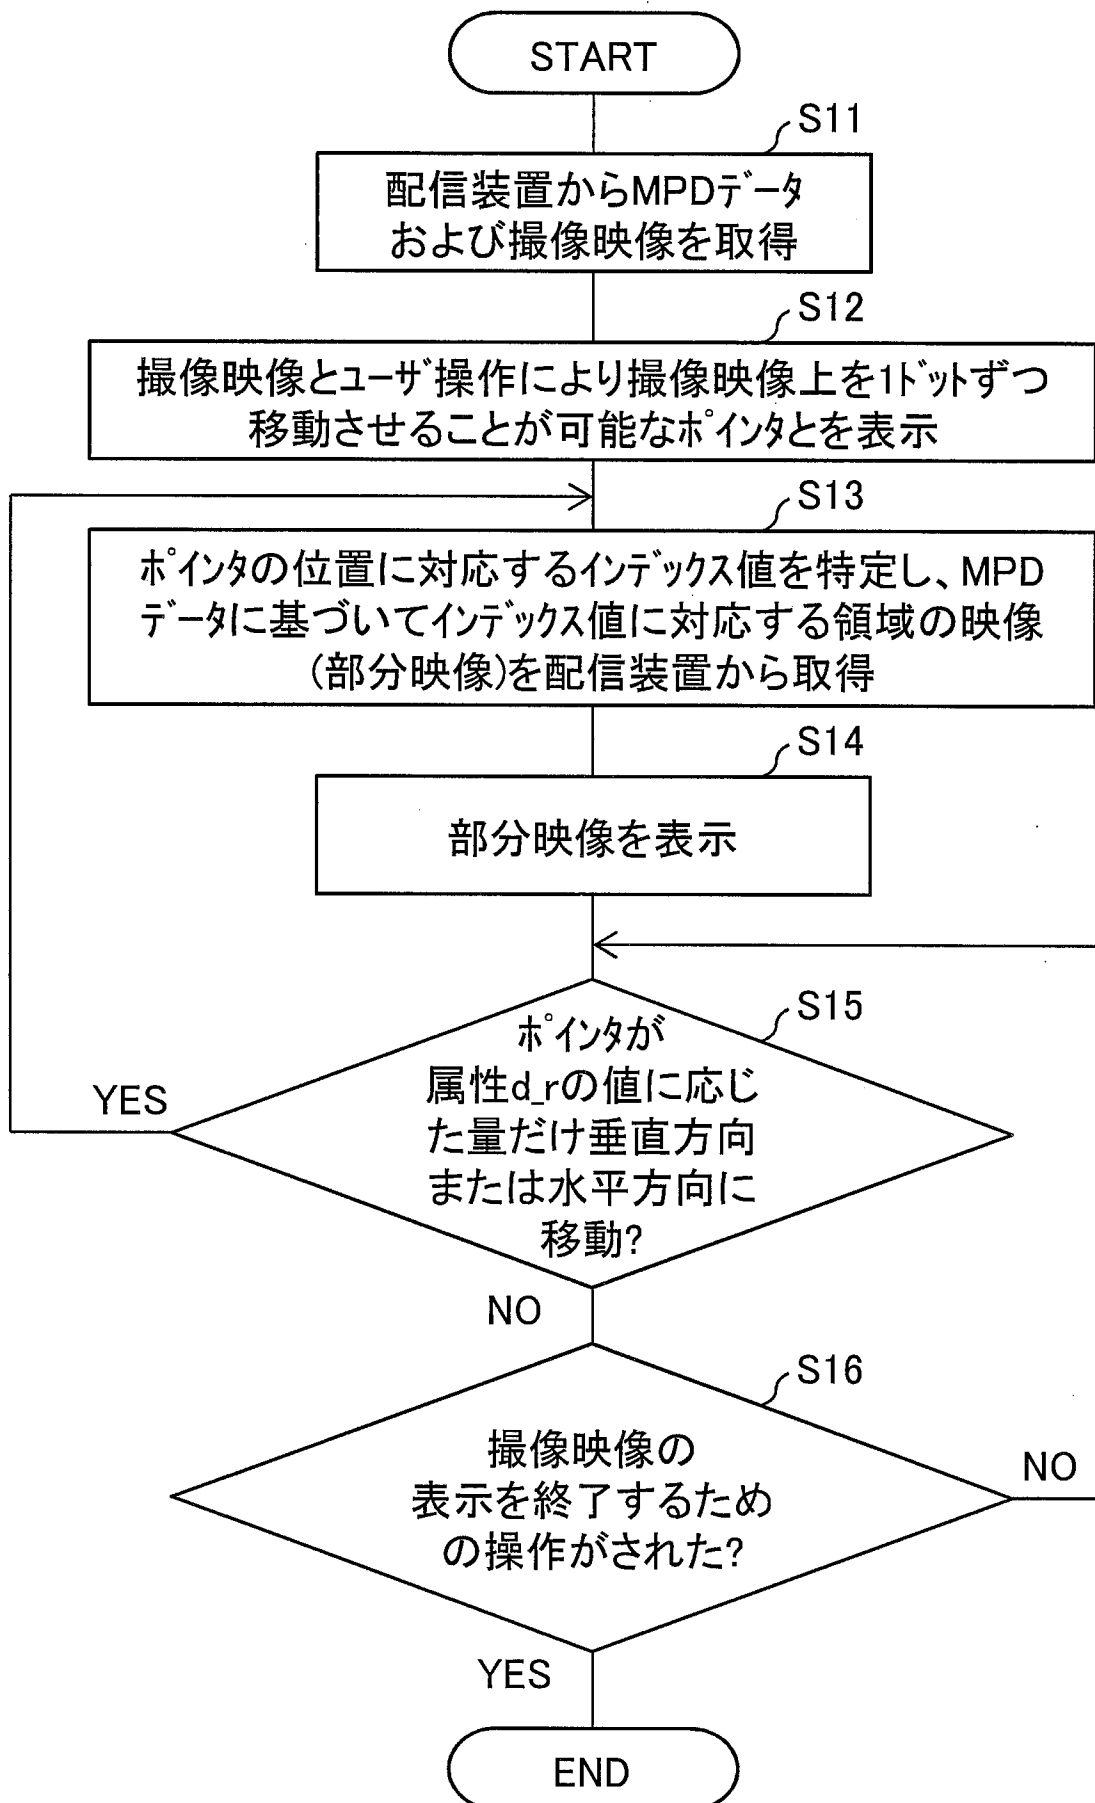 START
S11
配信装置からMPDﾃﾞｰﾀ
および撮像映像を取得
S12
撮像映像とﾕｰｻﾞ操作により撮像映像上を1ﾄﾞｯﾄずつ
移動させることが可能なﾎﾟｲﾝﾀとを表示
S13
ﾎﾟｲﾝﾀの位置に対応するｲﾝﾃﾞｯｸｽ値を特定し、MPD
ﾃﾞｰﾀに基づいてｲﾝﾃﾞｯｸｽ値に対応する領域の映像
(部分映像)を配信装置から取得
S14
部分映像を表示
S15
ﾎﾟｲﾝﾀが
属性d_rの値に応じ
た量だけ垂直方向
または水平方向に
移動?
YES
NO
S16
撮像映像の
表示を終了するため
の操作がされた?
NO
YES
END